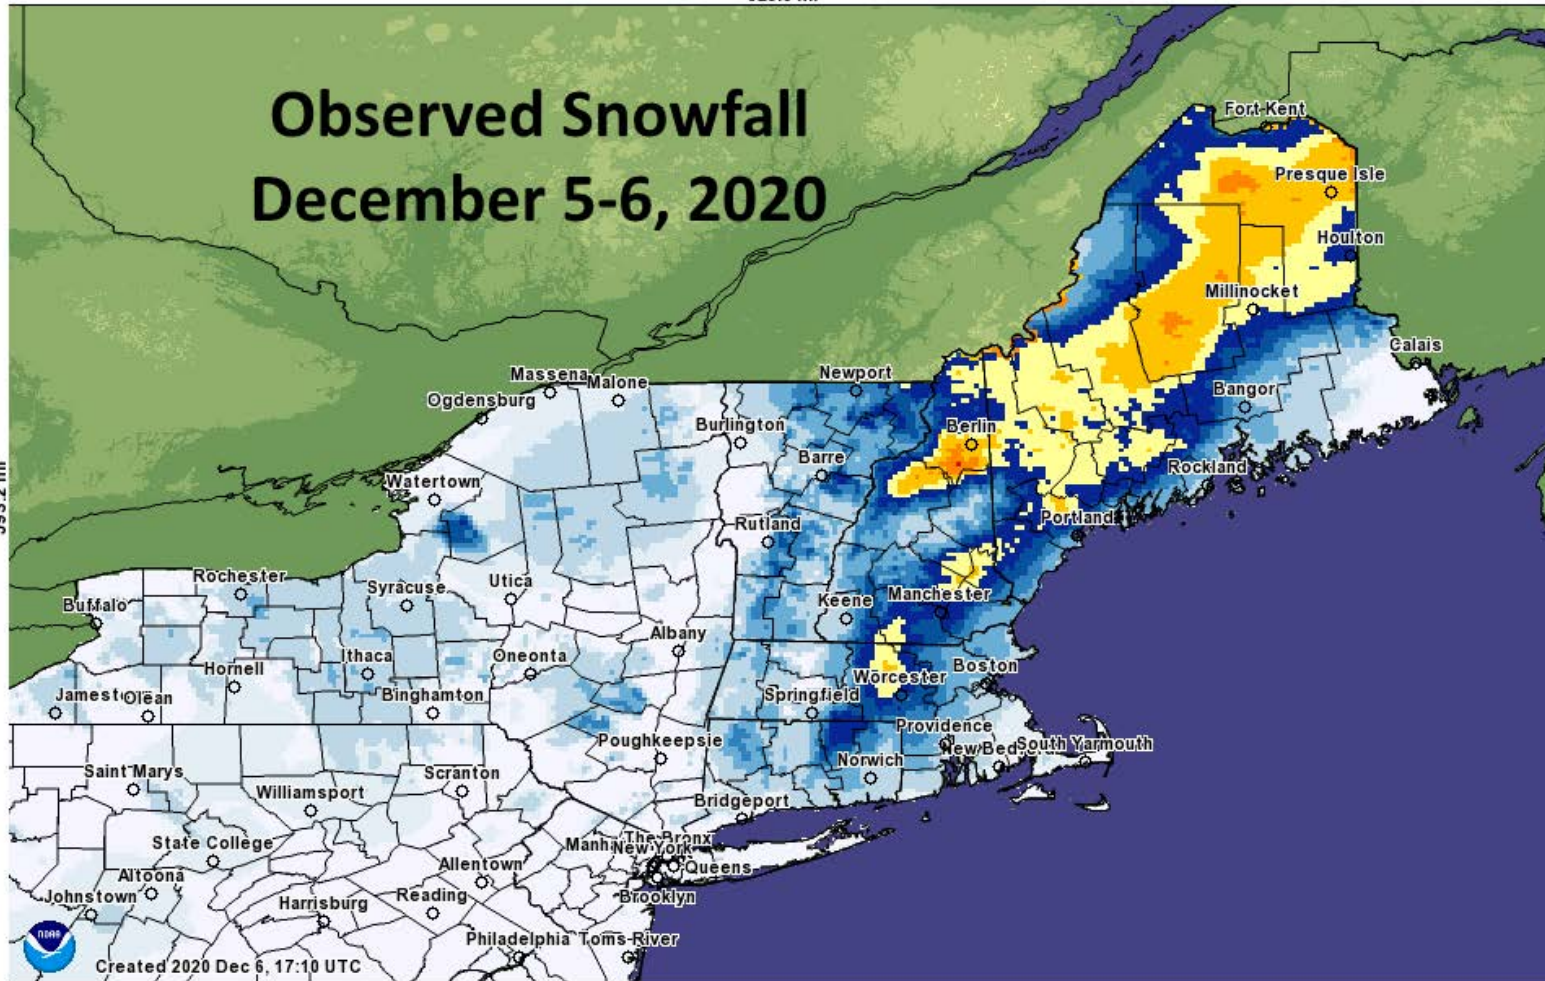 Observed Snowfall
December 5-6, 2020
Fort Kent
Presque Isle
Houlton
Millinocket
Calais
Bangor
Massena
Malone
Newport
Ogdensburg
Burlington
Berlin
Barre
Rockland
Watertown
Portland
Rutland
Rochester
Syracuse
Utica
Keene
Manchester
Buffalo
Albany
Hornell
Ithaca
Oneonta
Boston
Worcester
Binghamton
Springfield
Olean
Providence
South Yarmouth
Poughkeepsie
Norwich
Saint Marys
Scranton
Williamsport
Bridgeport
State College
The Bronx
New York
Allentown
Queens
Altoona
Johnstown
Harrisburg
Reading
Brooklyn
Philadelphia
Toms River
NOAA
Created 2020 Dec 6, 17:10 UTC